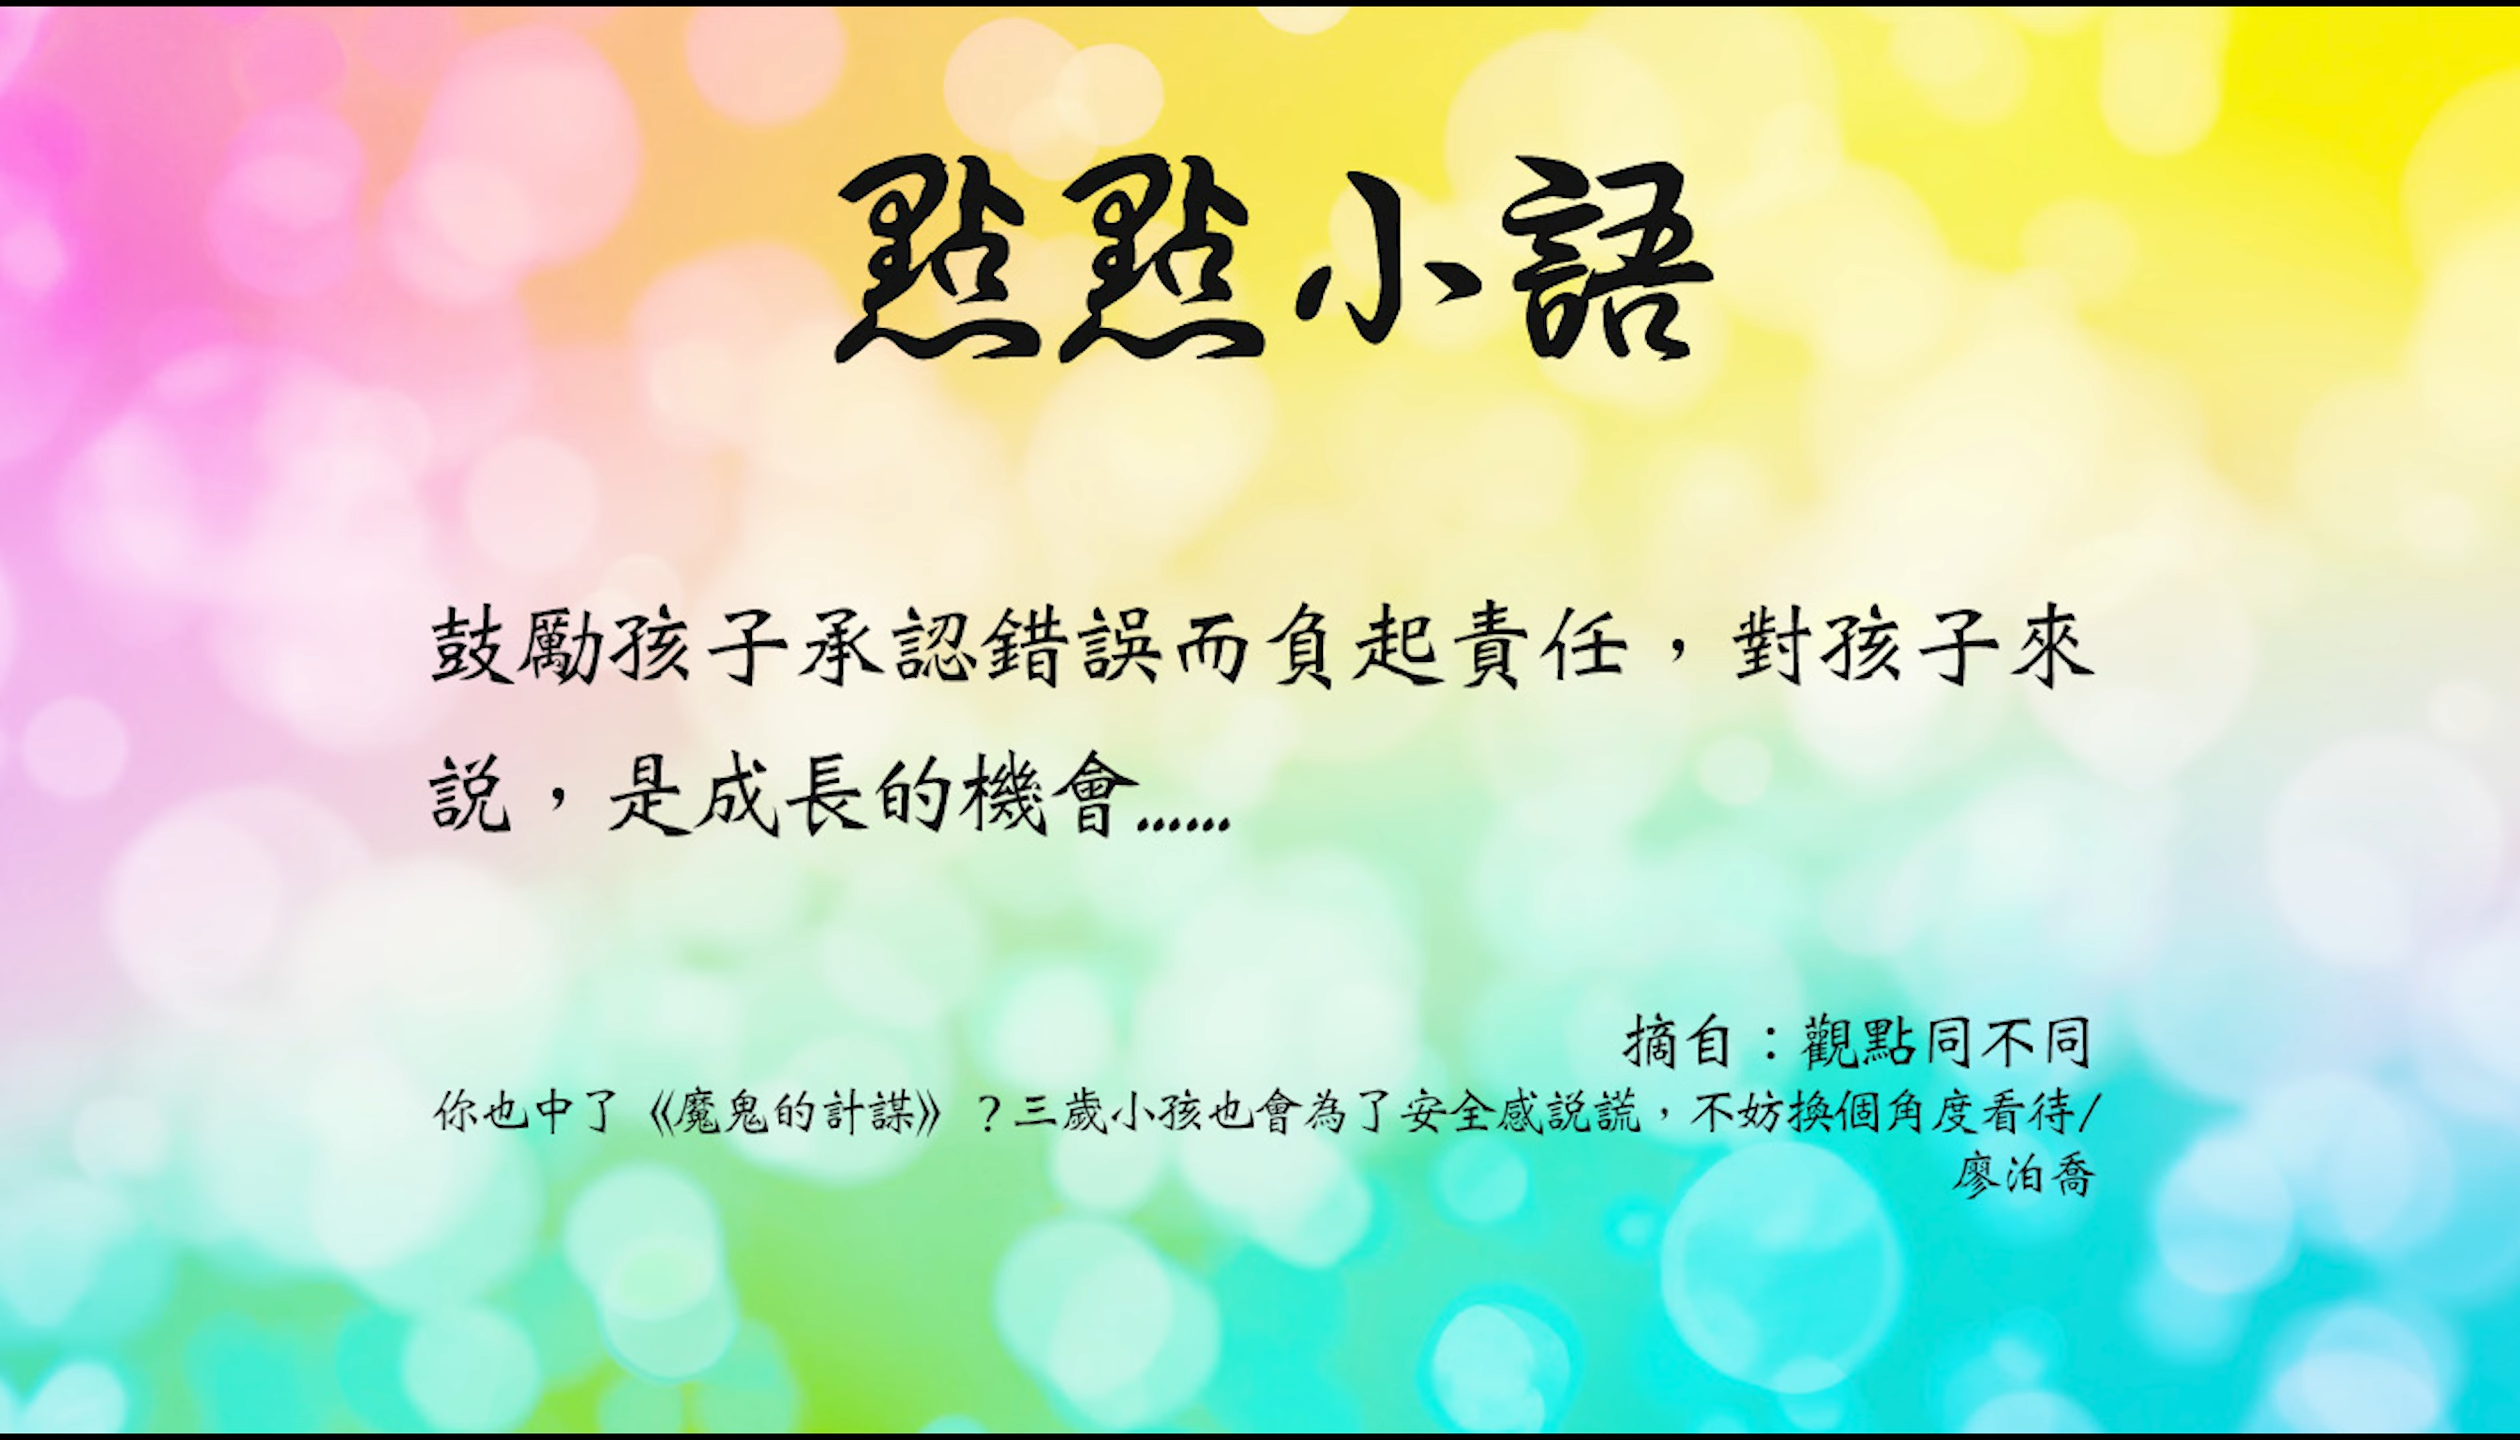 點點小語
鼓勵孩子承認錯誤而負起責任，對孩子來
説，是成長的機會......
摘自：觀點同不同
你也中了《魔鬼的計謀》？三歲小孩也會為了安全感説謊，不妨換個角度看待/
廖泊喬